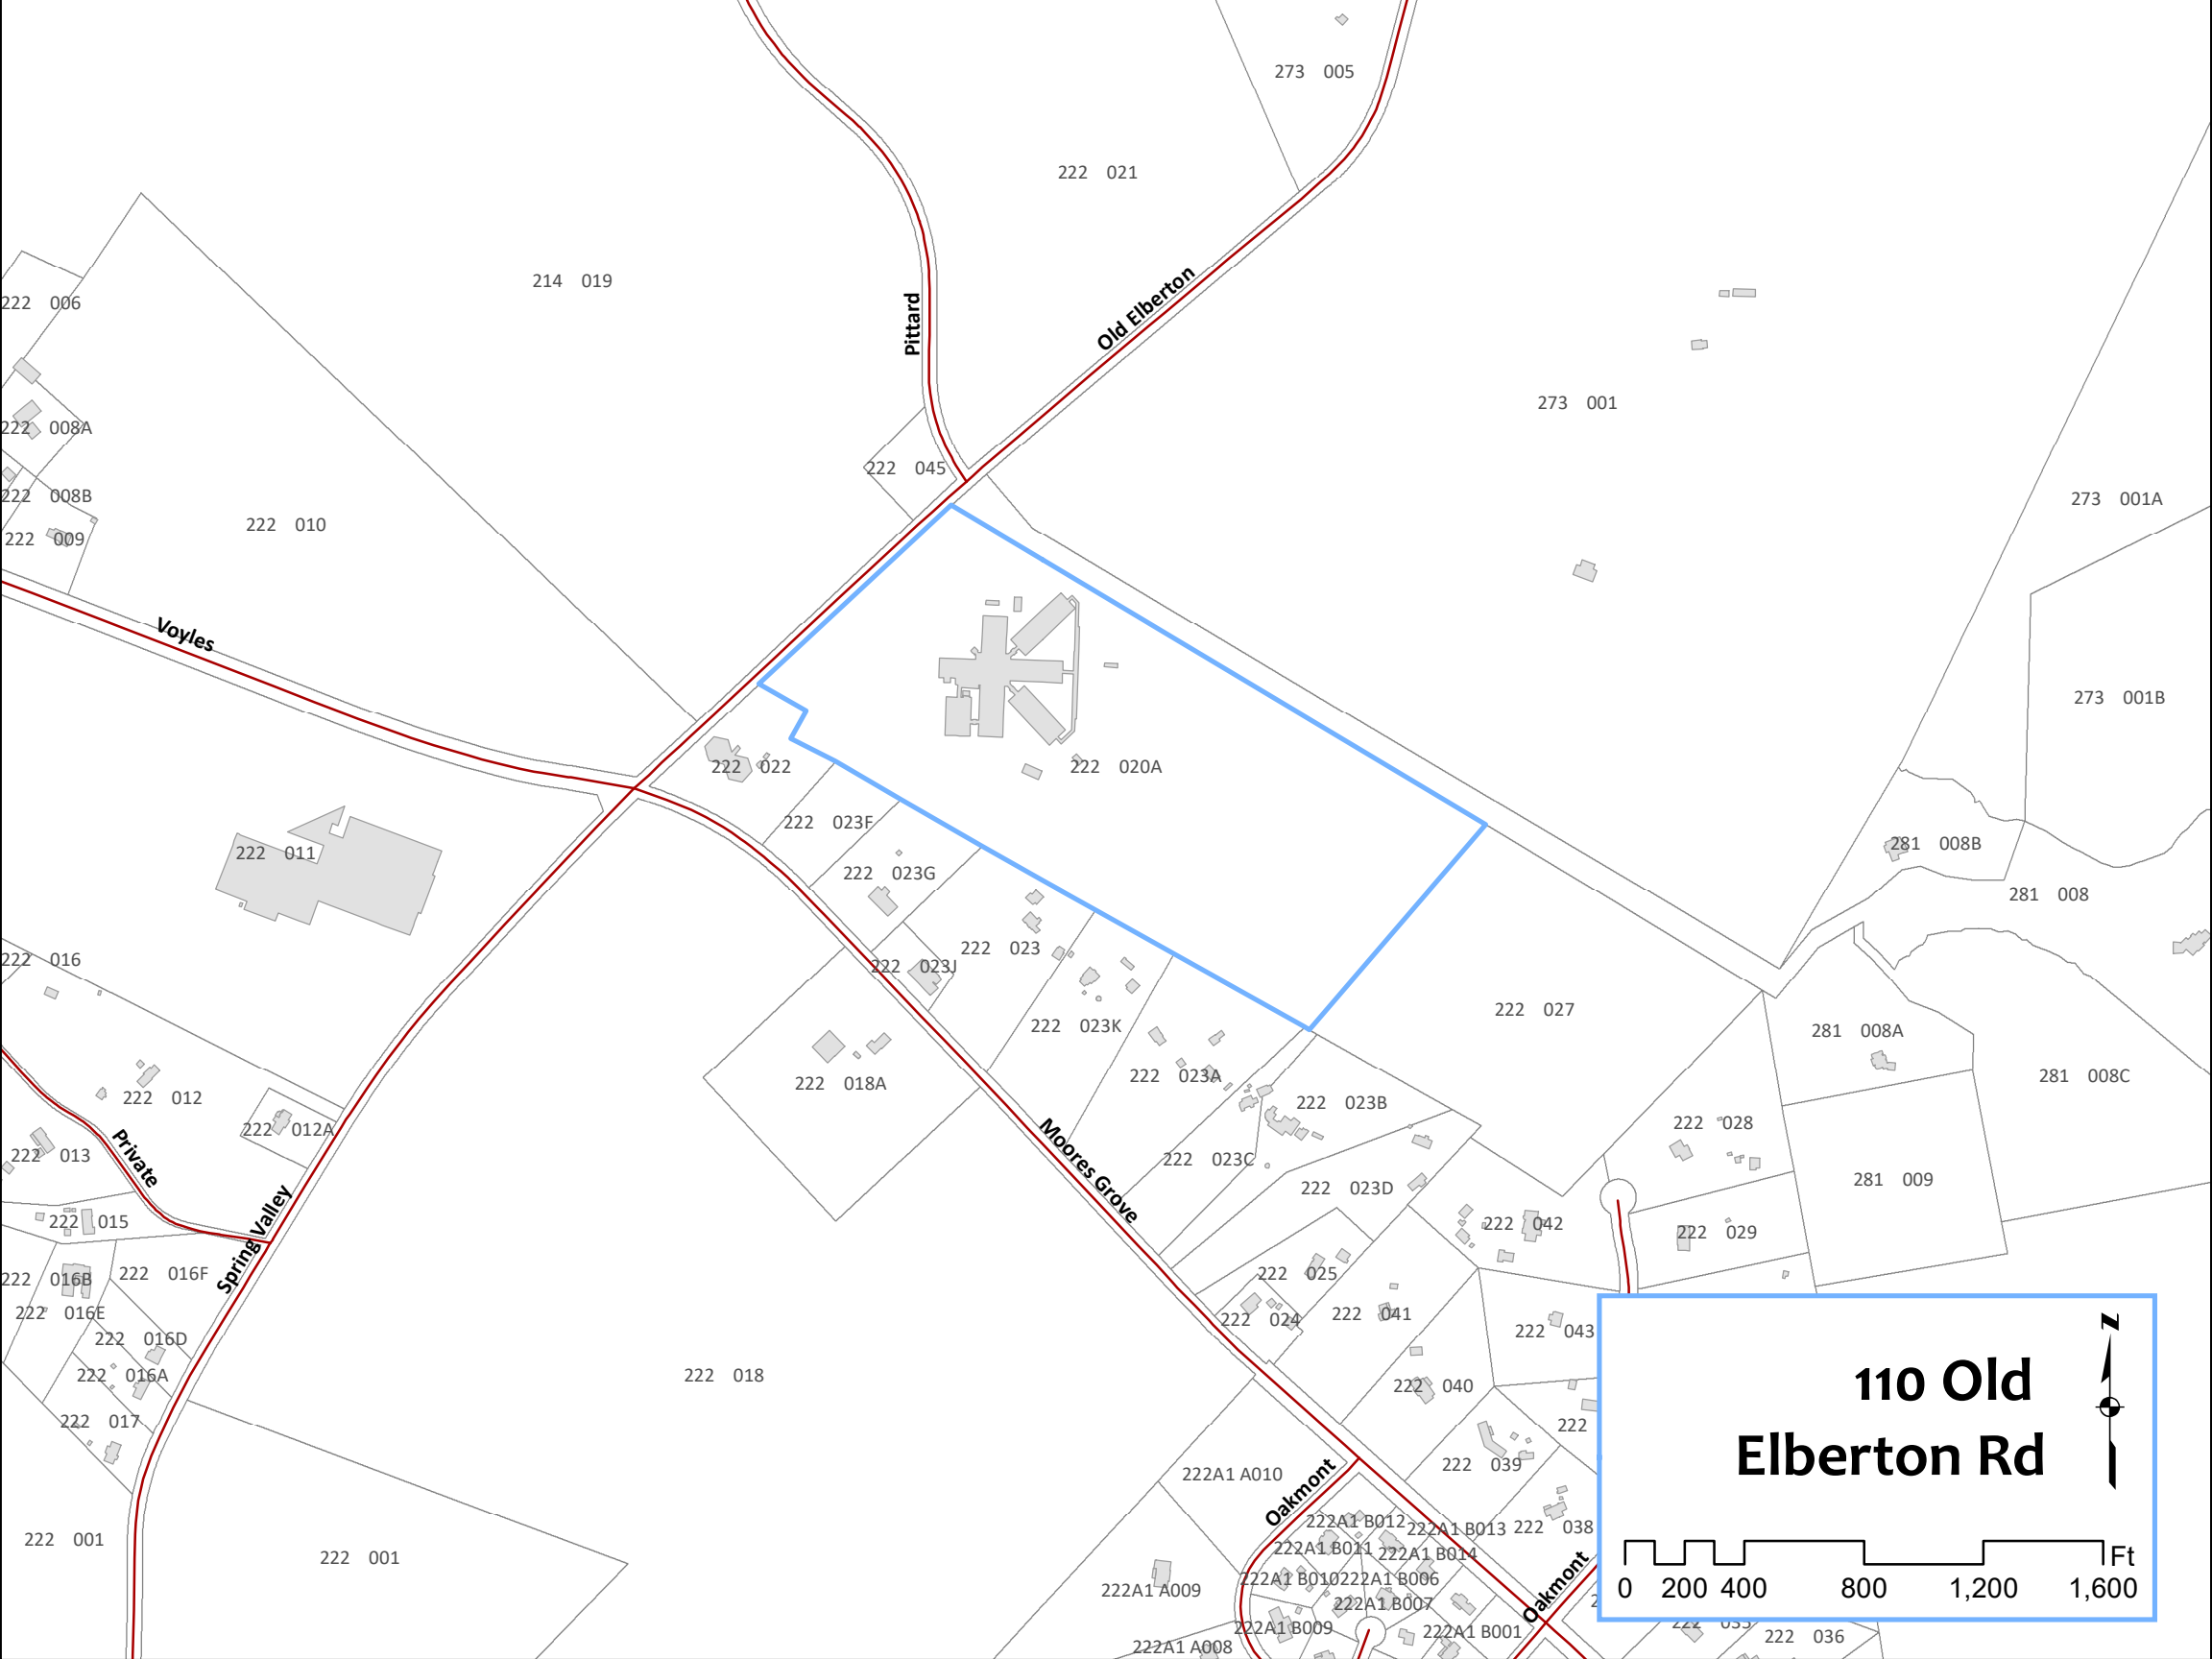 273 005
222 021
214 019
222 006
Pittard
Old Elberton
273 001
222 008A
222 045
222 008B
273 001A
222 010
222 009
Voyles
273 001B
222 022
222 020A
222 023F
222 011
281 008B
222 023G
281 008
222 023
222 016
222 023J
222 027
222 023K
281 008A
222 023A
281 008C
222 018A
222 012
222 023B
222 028
222 012A
Moores Grove
222 013
Private
222 023C
281 009
222 023D
222 015
222 042
222 029
Spring Valley
222 016F
222 025
222 016B
222 016E
222 041
222 024
222 043
222 016D
222 016A
222 018
222 040
222 017
222
222 039
222A1 A010
Oakmont
222A1 B012
222A1 B013
222 038
222 001
222A1 B011
222A1 B014
222 001
222A1 B010
222A1 B006
222A1 A009
222A1 B007
Oakmont
222A1 B009
222A1 B001
222 036
222A1 A008
N
110 Old
Elberton Rd
Ft
0 200 400 800 1,200 1,600